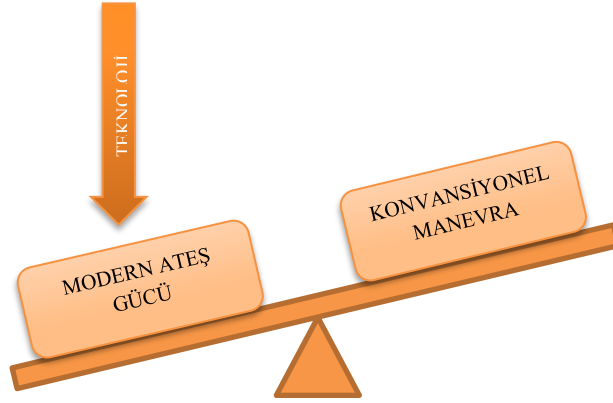 TEKNOLOJİ
MODERN ATEŞ
GÜCÜ
KONVANSİYONEL
MANEVRA